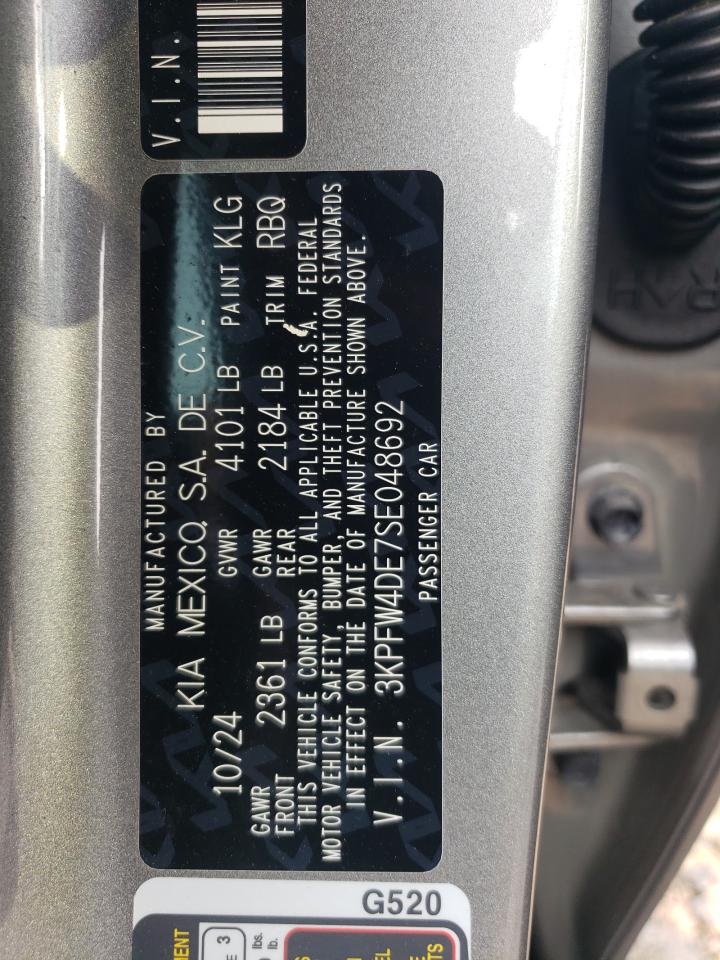 V.I.N.
MANUFACTURED BY
KIA MEXICO, S.A. DE C.V.
10/24 GVWR 4101 LB PAINT KLG
GAWR FRONT 2361 LB GAWR REAR 2184 LB TRIM RBQ
THIS VEHICLE CONFORMS TO ALL APPLICABLE U.S.A. FEDERAL
MOTOR VEHICLE SAFETY, BUMPER, AND THEFT PREVENTION STANDARDS
IN EFFECT ON THE DATE OF MANUFACTURE SHOWN ABOVE.
V.I.N. 3KPFW4DE7SE048692
PASSENGER CAR
G520